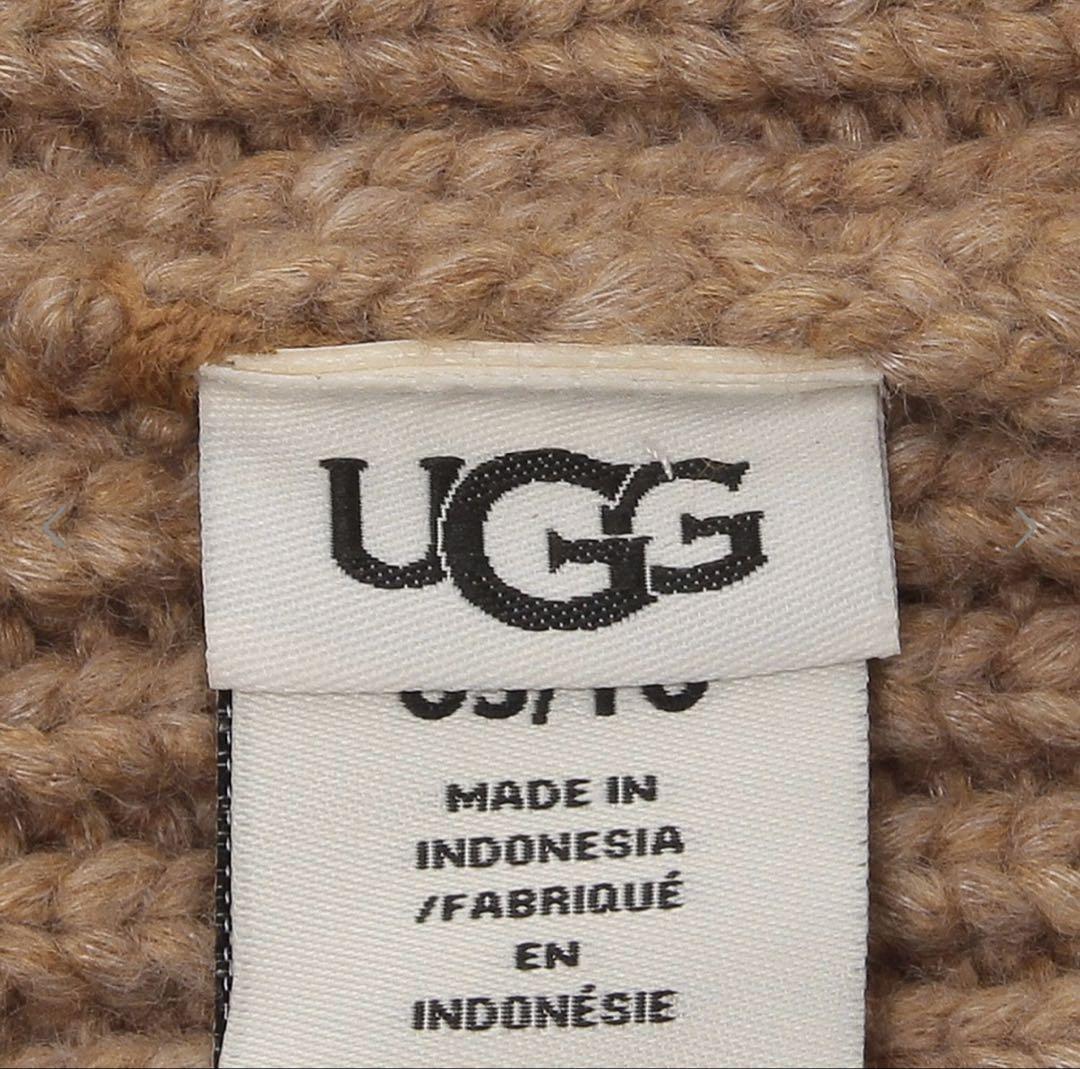 UGG
MADE IN
INDONESIA
/FABRIQUÉ
EN
INDONÉSIE